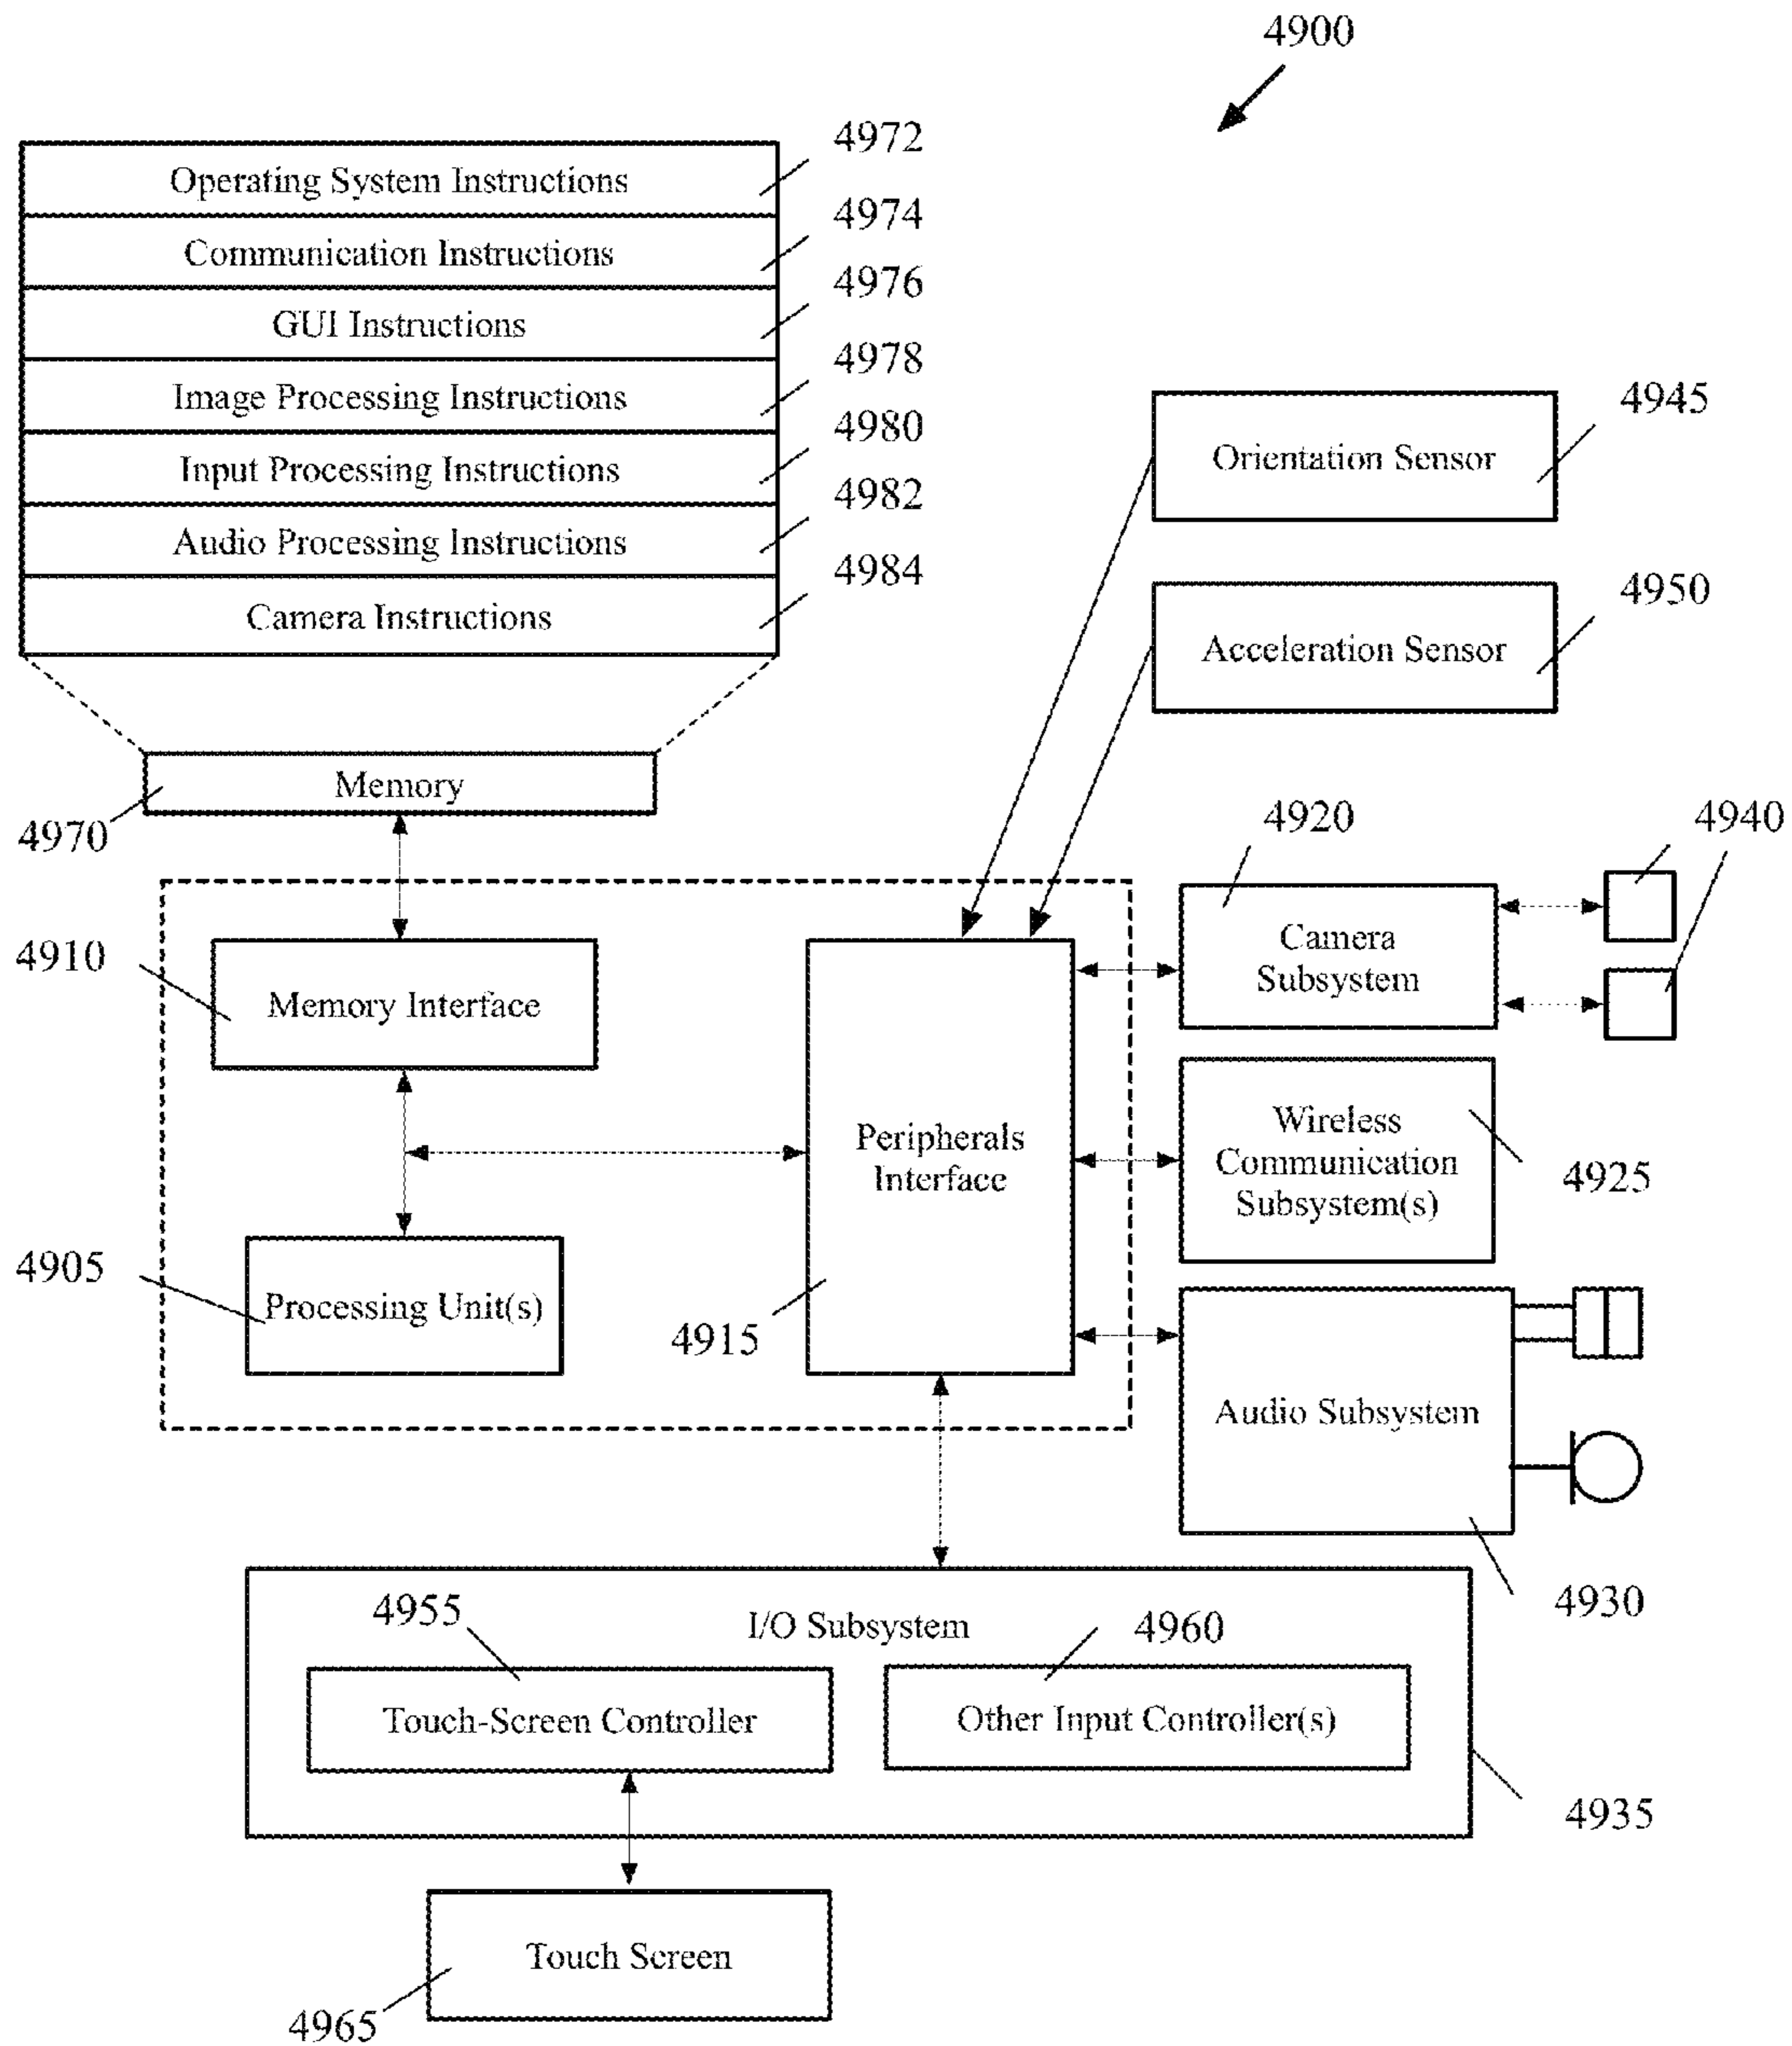 4900
4972
Operating System Instructions
4974
Communication Instructions
4976
GUI Instructions
4978
Image Processing Instructions
4980
Input Processing Instructions
4982
Audio Processing Instructions
4984
Camera Instructions
4945
Orientation Sensor
4950
Acceleration Sensor
Memory
4970
4920
4940
Camera
Subsystem
4910
Memory Interface
Peripherals
Interface
Wireless
Communication
Subsystem(s)
4925
4905
Processing Unit(s)
4915
Audio Subsystem
4930
4955
I/O Subsystem
4960
Touch-Screen Controller
Other Input Controller(s)
4935
Touch Screen
4965